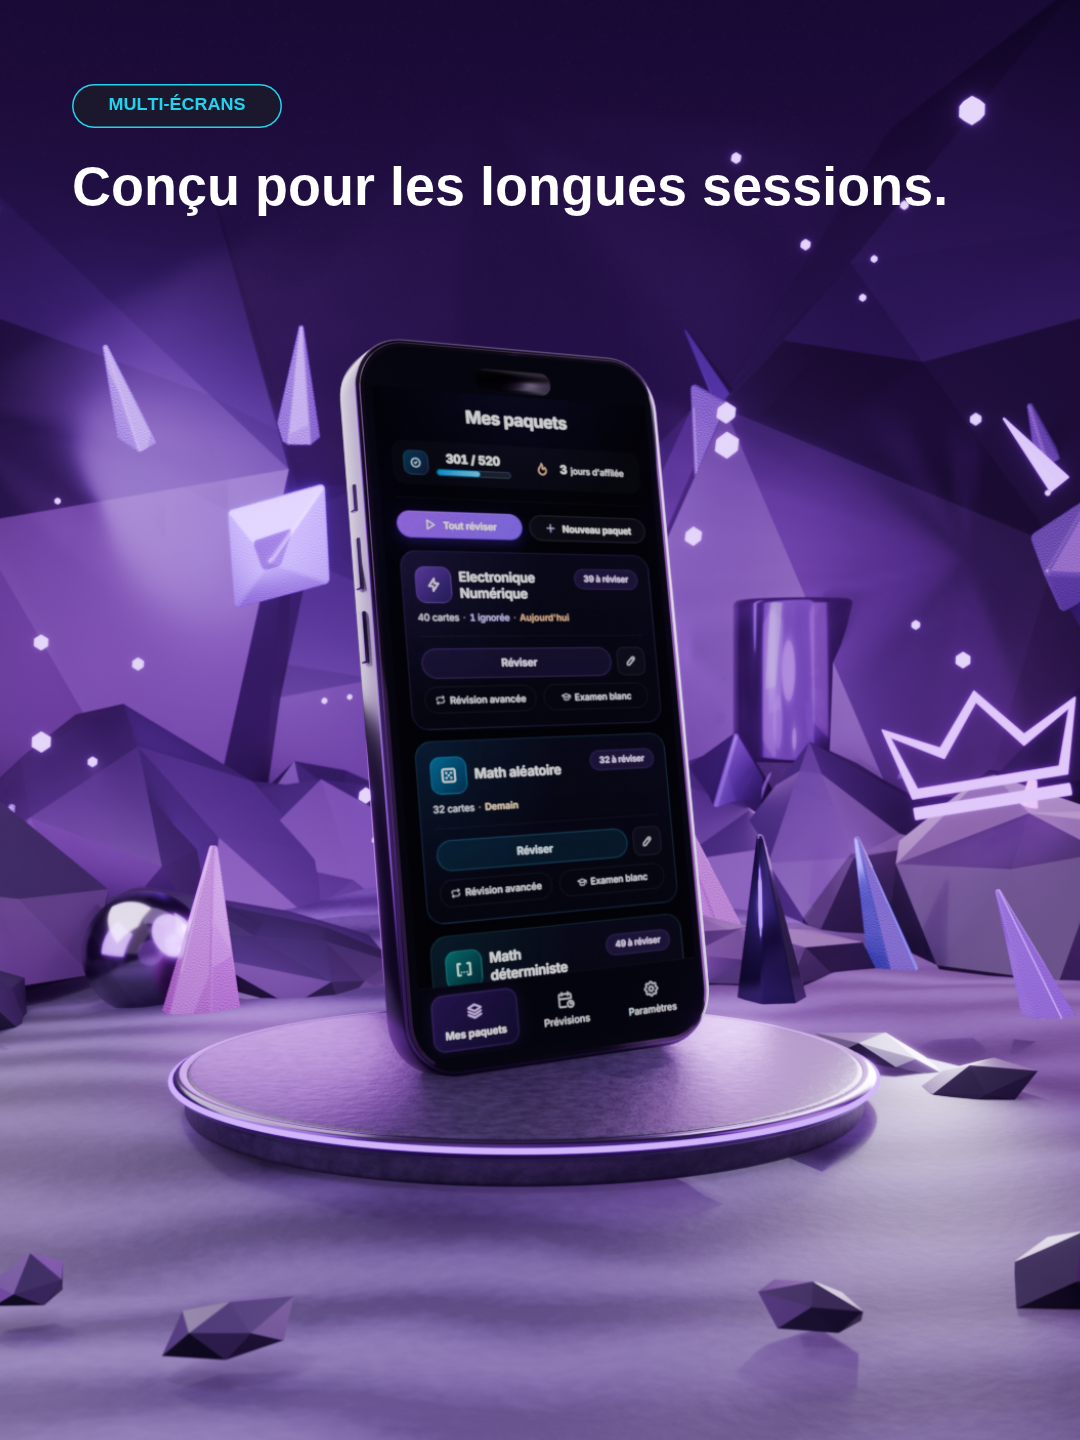 MULTI-ÉCRANS
Conçu pour les longues sessions.
Mes paquets
301 / 520
3 jours d'affilée
Tout réviser
Nouveau paquet
Electronique
Numérique
39 à réviser
40 cartes · 1 ignorée · Aujourd'hui
Réviser
Révision avancée
Examen blanc
Math aléatoire
32 à réviser
32 cartes · Demain
Réviser
Révision avancée
Examen blanc
Math
déterministe
49 à réviser
Mes paquets
Prévisions
Paramètres